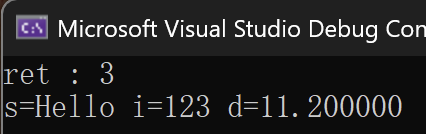 Microsoft Visual Studio Debug Con
ret : 3
s=Hello i=123 d=11.200000